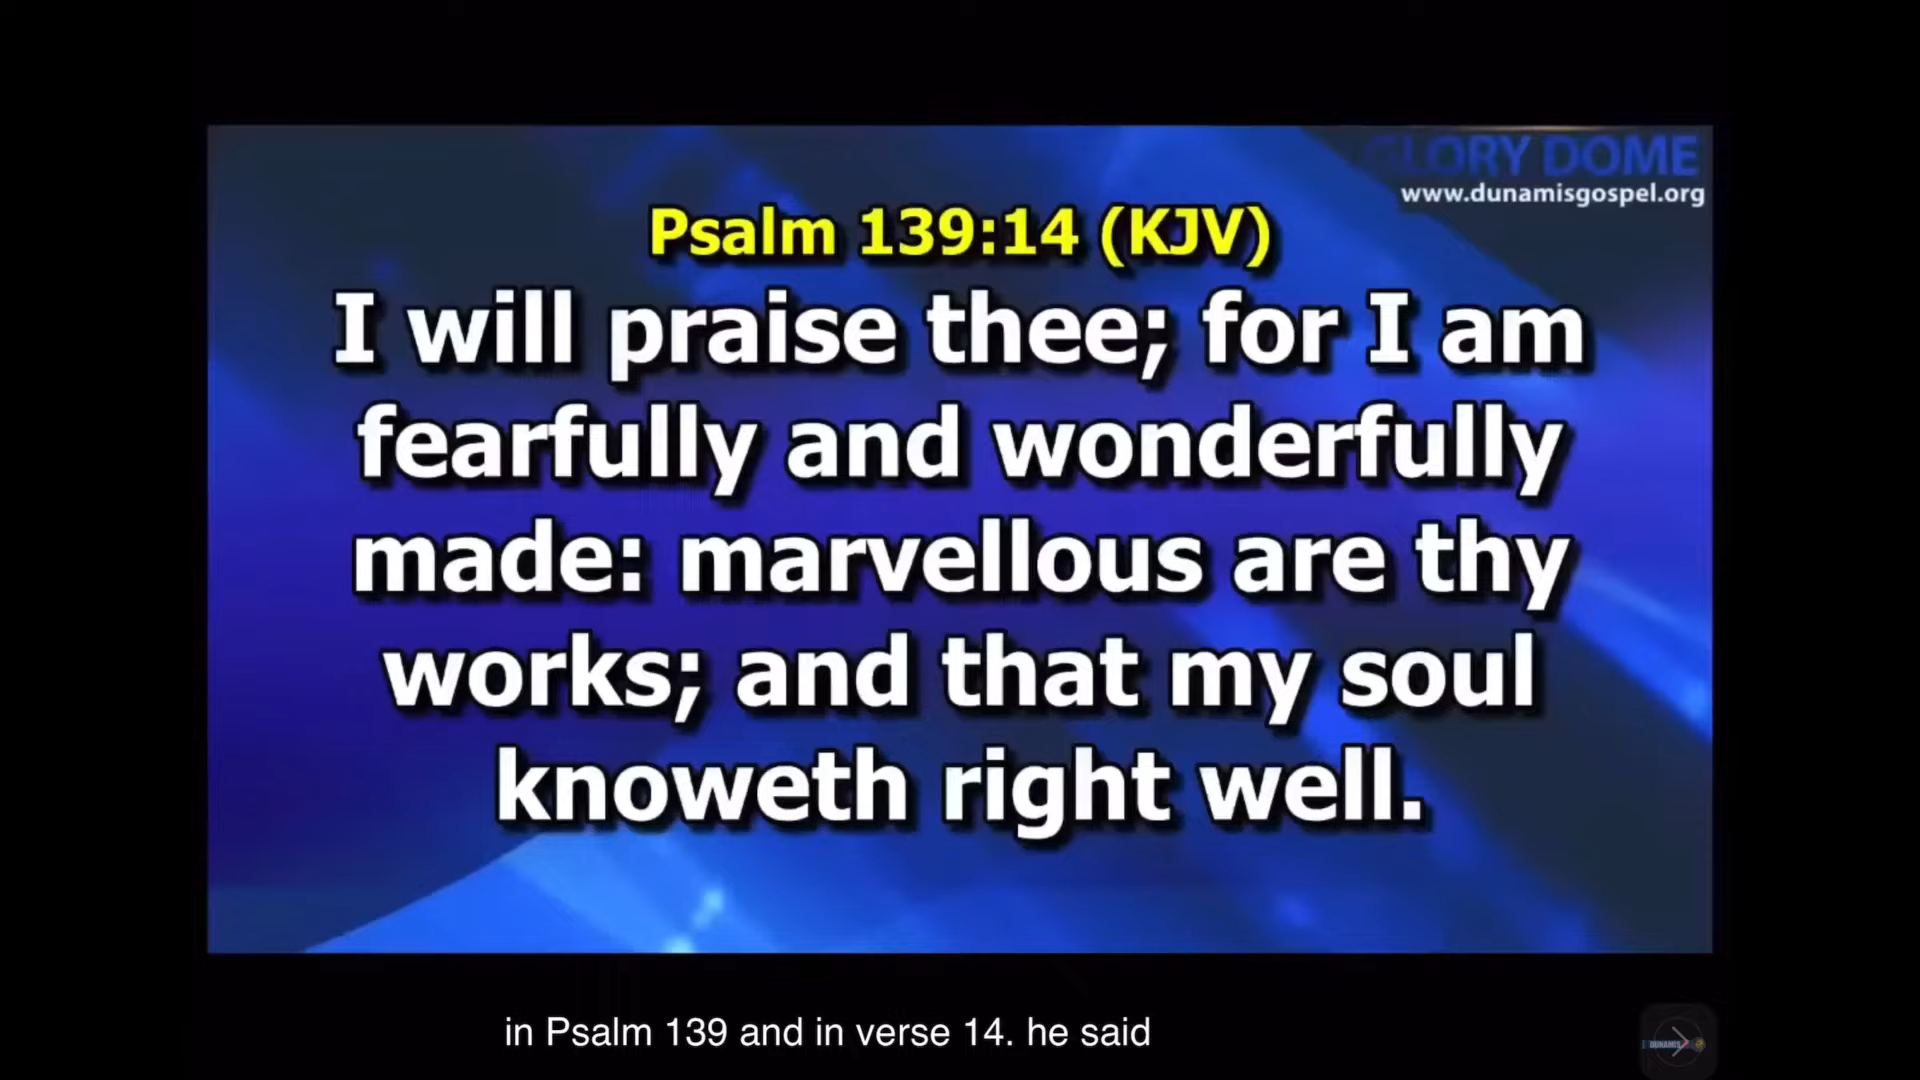 GLORY DOME
www.dunamisgospel.org
Psalm 139:14 (KJV)
I will praise thee; for I am
fearfully and wonderfully
made: marvellous are thy
works; and that my soul
knoweth right well.
in Psalm 139 and in verse 14. he said
DUNAMIS